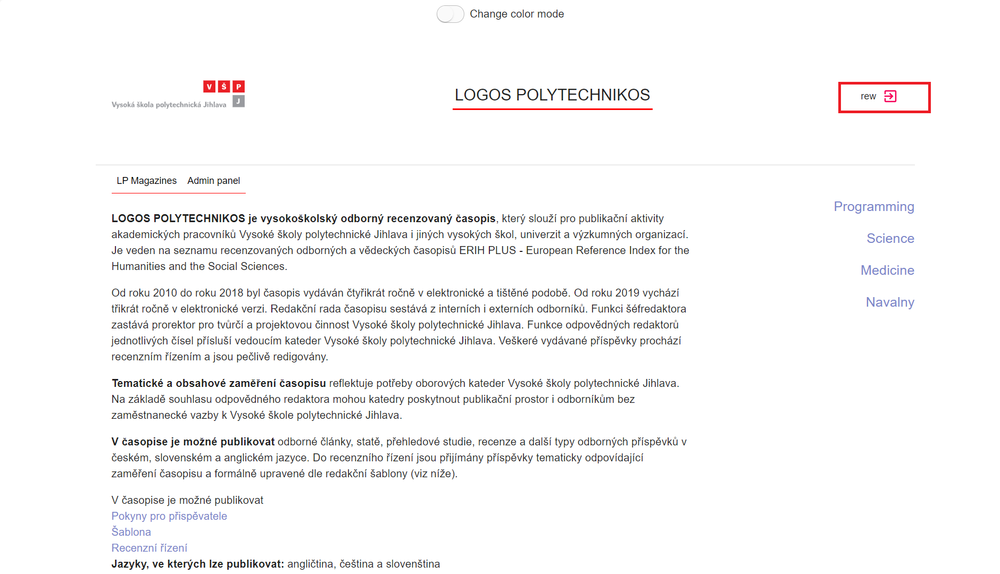 Change color mode
V Š P
J
Vysoká škola polytechnická Jihlava
LOGOS POLYTECHNIKOS
rew
LP Magazines Admin panel
Programming
Science
Medicine
Navalny
LOGOS POLYTECHNIKOS je vysokoškolský odborný recenzovaný časopis, který slouží pro publikační aktivity
akademických pracovníků Vysoké školy polytechnické Jihlava i jiných vysokých škol, univerzit a výzkumných organizací.
Je veden na seznamu recenzovaných odborných a vědeckých časopisů ERIH PLUS - European Reference Index for the
Humanities and the Social Sciences.
Od roku 2010 do roku 2018 byl časopis vydáván čtyřikrát ročně v elektronické a tištěné podobě. Od roku 2019 vychází
třikrát ročně v elektronické verzi. Redakční rada časopisu sestává z interních i externích odborníků. Funkci šéfredaktora
zastává prorektor pro tvůrčí a projektovou činnost Vysoké školy polytechnické Jihlava. Funkce odpovědných redaktorů
jednotlivých čísel přísluší vedoucím kateder Vysoké školy polytechnické Jihlava. Veškeré vydávané příspěvky prochází
recenzním řízením a jsou pečlivě redigovány.
Tematické a obsahové zaměření časopisu reflektuje potřeby oborových kateder Vysoké školy polytechnické Jihlava.
Na základě souhlasu odpovědného redaktora mohou katedry poskytnout publikační prostor i odborníkům bez
zaměstnanecké vazby k Vysoké škole polytechnické Jihlava.
V časopise je možné publikovat odborné články, statě, přehledové studie, recenze a další typy odborných příspěvků v
českém, slovenském a anglickém jazyce. Do recenzního řízení jsou přijímány příspěvky tematicky odpovídající
zaměření časopisu a formálně upravené dle redakční šablony (viz níže).
V časopise je možné publikovat
Pokyny pro přispěvatele
Šablona
Recenzní řízení
Jazyky, ve kterých lze publikovat: angličtina, čeština a slovenština